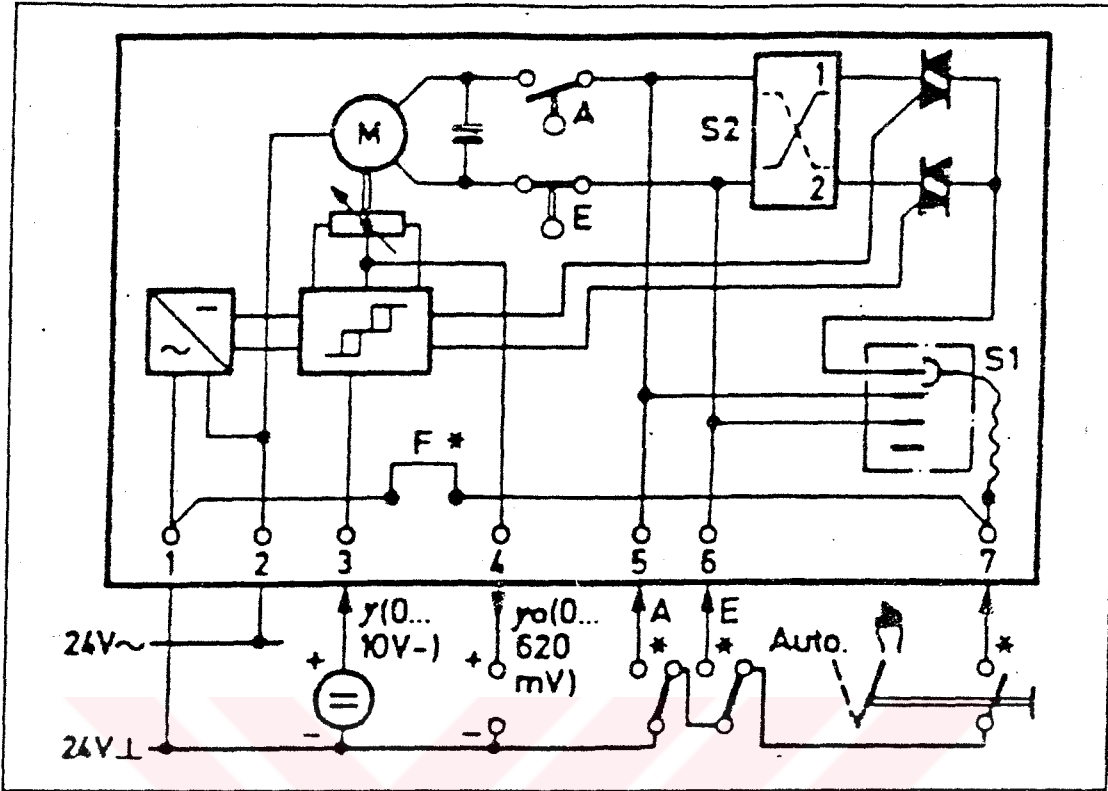 1
A
M
S2
2
E
−
~
S1
F *
1 2 3 4 5 6 7
y(0... yo(0... A E
10V-) 620 * * Auto. *
24V~
+ + mV)
=
− −
24V⊥